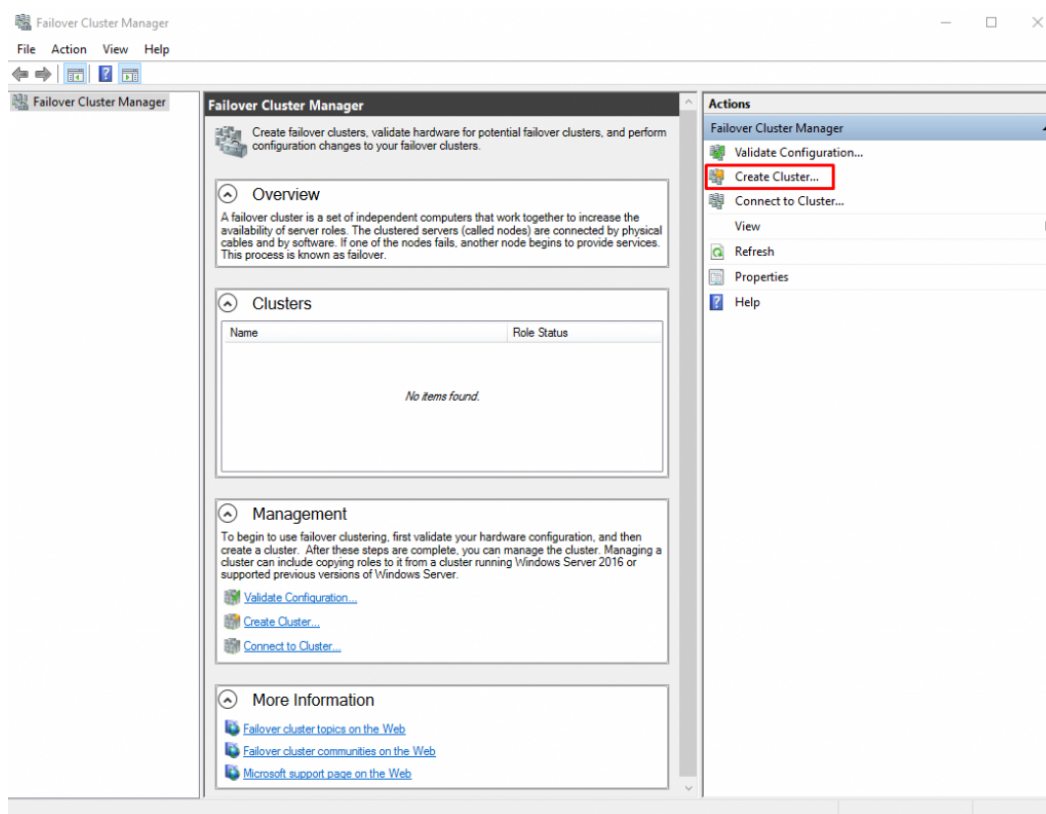 Failover Cluster Manager
File Action View Help
Failover Cluster Manager
Failover Cluster Manager
Create failover clusters, validate hardware for potential failover clusters, and perform
configuration changes to your failover clusters.
Overview
A failover cluster is a set of independent computers that work together to increase the
availability of server roles. The clustered servers (called nodes) are connected by physical
cables and by software. If one of the nodes fails, another node begins to provide services.
This process is known as failover.
Clusters
Name Role Status
No items found.
Management
To begin to use failover clustering, first validate your hardware configuration, and then
create a cluster. After these steps are complete, you can manage the cluster. Managing a
cluster can include copying roles to it from a cluster running Windows Server 2016 or
supported previous versions of Windows Server.
Validate Configuration...
Create Cluster...
Connect to Cluster...
More Information
Failover cluster topics on the Web
Failover cluster communities on the Web
Microsoft support page on the Web
Actions
Failover Cluster Manager
Validate Configuration...
Create Cluster...
Connect to Cluster...
View
Refresh
Properties
Help